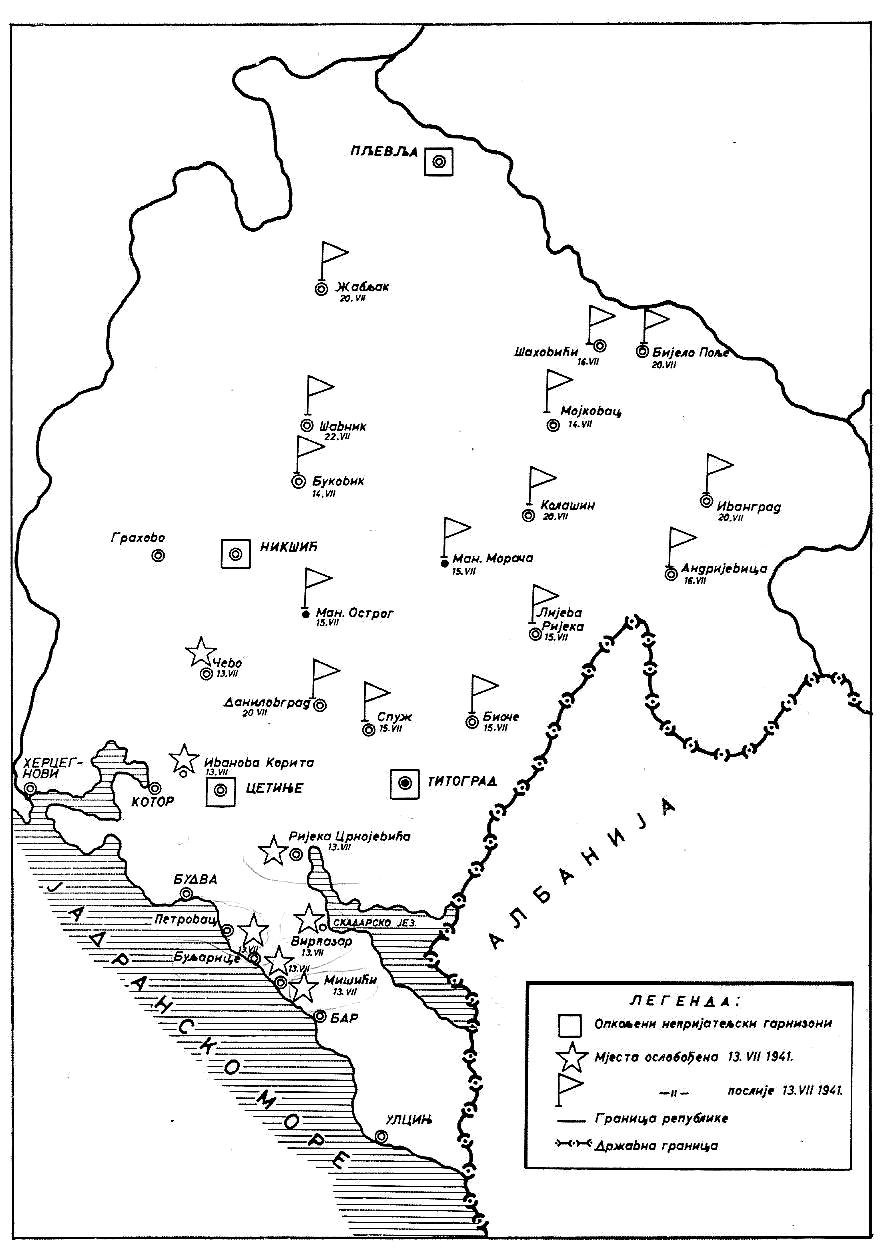 ПЉЕВЉА
Жабљак
20. VII
Шаховићи
16. VII
Бијело Поље
20. VII
Шавник
22. VII
Мојковац
14. VII
Буковик
14. VII
Колашин
20. VII
Иванград
20. VII
Грахово
НИКШИЋ
Ман. Морача
15. VII
Андријевица
16. VII
Ман. Острог
15. VII
Лијева
Ријека
15. VII
Чево
13. VII
Даниловград
20 VII
Спуж
15. VII
Биоче
15. VII
ХЕРЦЕГ-
НОВИ
КОТОР
Иванова Корита
13. VII
ЦЕТИЊЕ
ТИТОГРАД
АЛБАНИЈА
Ријека Црнојевића
13. VII
БУДВА
Петровац
13. VII
СКАДАРСКО ЈЕЗ.
Вирпазар
13. VII
Буљарице
13. VII
Мишићи
13. VII
БАР
УЛЦИЊ
ЈАДРАНСКО МОРЕ
ЛЕГЕНДА:
Опкољени непријатељски гарнизони
Мјеста ослобођена 13. VII 1941.
—„— послије 13. VII 1941.
Граница републике
Државна граница